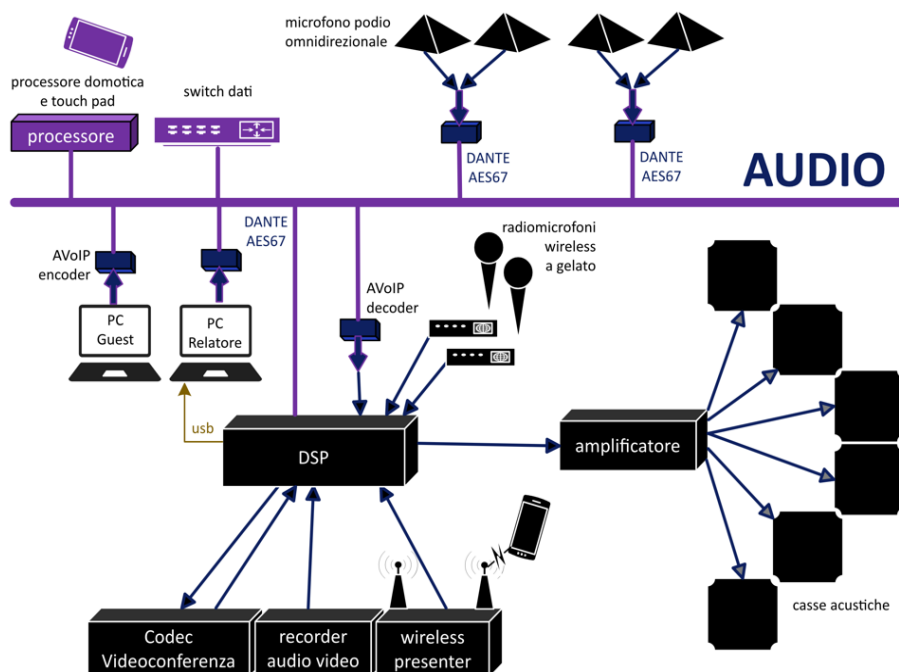 microfono podio
omnidirezionale
processore domotica
e touch pad
switch dati
processore
DANTE
AES67
DANTE
AES67
AUDIO
DANTE
AES67
radiomicrofoni
wireless
a gelato
AVoIP
encoder
AVoIP
decoder
PC
Guest
PC
Relatore
usb
DSP
amplificatore
casse acustiche
Codec
Videoconferenza
recorder
audio video
wireless
presenter